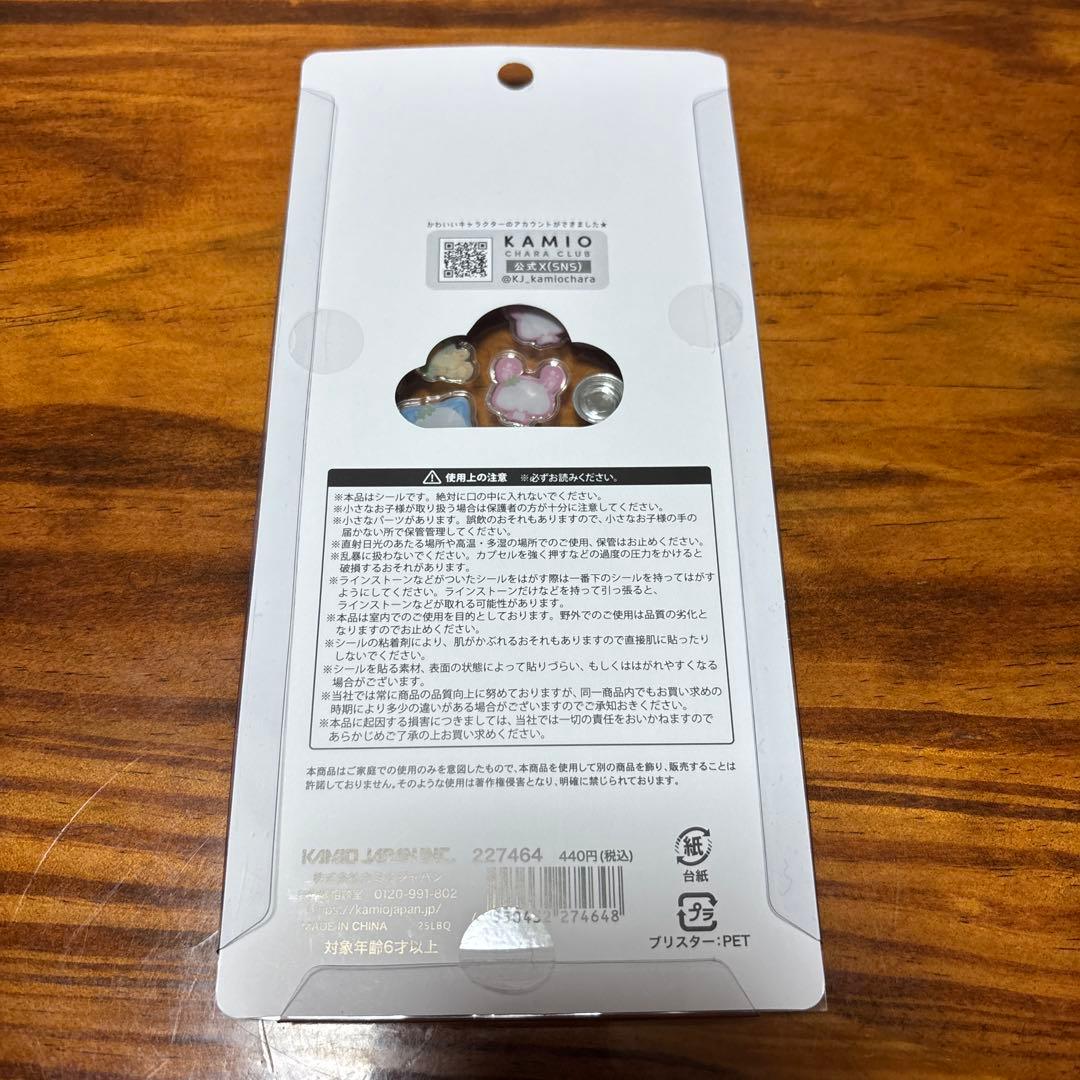 かわいいキャラクターのアカウントができました★
KAMIO
CHARA CLUB
公式X(SNS)
@KJ_kamiochara
使用上の注意 ※必ずお読みください。
※本品はシールです。絶対に口の中に入れないでください。
※小さなお子様が取り扱う場合は保護者の方が十分に注意してください。
※小さなパーツがあります。誤飲のおそれもありますので、小さなお子様の手の
届かない所で保管管理してください。
※直射日光のあたる場所や高温・多湿の場所でのご使用、保管はお止めください。
※乱暴に扱わないでください。カプセルを強く押すなどの過度の圧力をかけると
破損するおそれがあります。
※ラインストーンなどがついたシールをはがす際は一番下のシールを持ってはがす
ようにしてください。ラインストーンだけなどを持って引っ張ると、
ラインストーンなどが取れる可能性があります。
※本品は室内でのご使用を目的としております。野外でのご使用は品質の劣化と
なりますのでお止めください。
※シールの粘着剤により、肌がかぶれるおそれもありますので直接肌に貼ったり
しないでください。
※シールを貼る素材、表面の状態によって貼りづらい、もしくははがれやすくなる
場合がございます。
※当社では常に商品の品質向上に努めておりますが、同一商品内でもお買い求めの
時期により多少の違いがある場合がございますのでご承知おきください。
※本品に起因する損害につきましては、当社では一切の責任をおいかねますので
あらかじめご了承の上お買い求めください。
本商品はご家庭での使用のみを意図したもので、本商品を使用して別の商品を飾り、販売することは
許諾しておりません。そのような使用は著作権侵害となり、明確に禁じられております。
KAMIO JAPAN INC. 227464 440円(税込)
株式会社カミオジャパン
0120-991-802
https://kamiojapan.jp/
MADE IN CHINA 25LBQ
対象年齢6才以上
274648
紙
台紙
プラ
ブリスター:PET